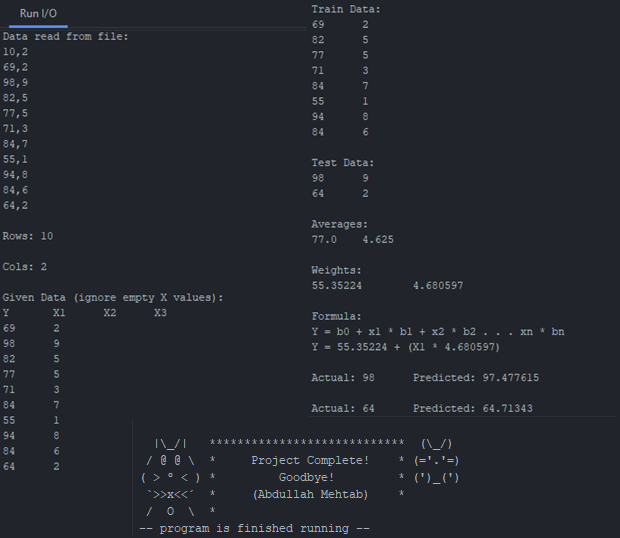 Run I/O
Data read from file:
10,2
69,2
98,9
82,5
77,5
71,3
84,7
55,1
94,8
84,6
64,2
Rows: 10
Cols: 2
Given Data (ignore empty X values):
Y X1 X2 X3
69 2
98 9
82 5
77 5
71 3
84 7
55 1
94 8
84 6
64 2
Train Data:
69 2
82 5
77 5
71 3
84 7
55 1
94 8
84 6
Test Data:
98 9
64 2
Averages:
77.0 4.625
Weights:
55.35224 4.680597
Formula:
Y = b0 + x1 * b1 + x2 * b2 . . . xn * bn
Y = 55.35224 + (X1 * 4.680597)
Actual: 98 Predicted: 97.477615
Actual: 64 Predicted: 64.71343
|\_/| **************************** (\_/)
/ @ @ \ * Project Complete! * (='.'=)
( > º < ) * Goodbye! * (')_(')
`>>x<<´ * (Abdullah Mehtab) *
/ O \ *
-- program is finished running --